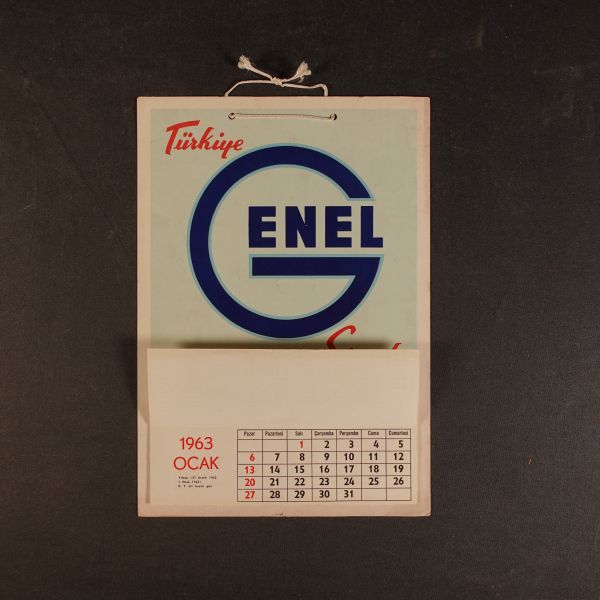 Türkiye
GENEL
1963
OCAK
Pazar Pazartesi Salı Çarşamba Perşembe Cuma Cumartesi
1 2 3 4 5
6 7 8 9 10 11 12
13 14 15 16 17 18 19
20 21 22 23 24 25 26
27 28 29 30 31